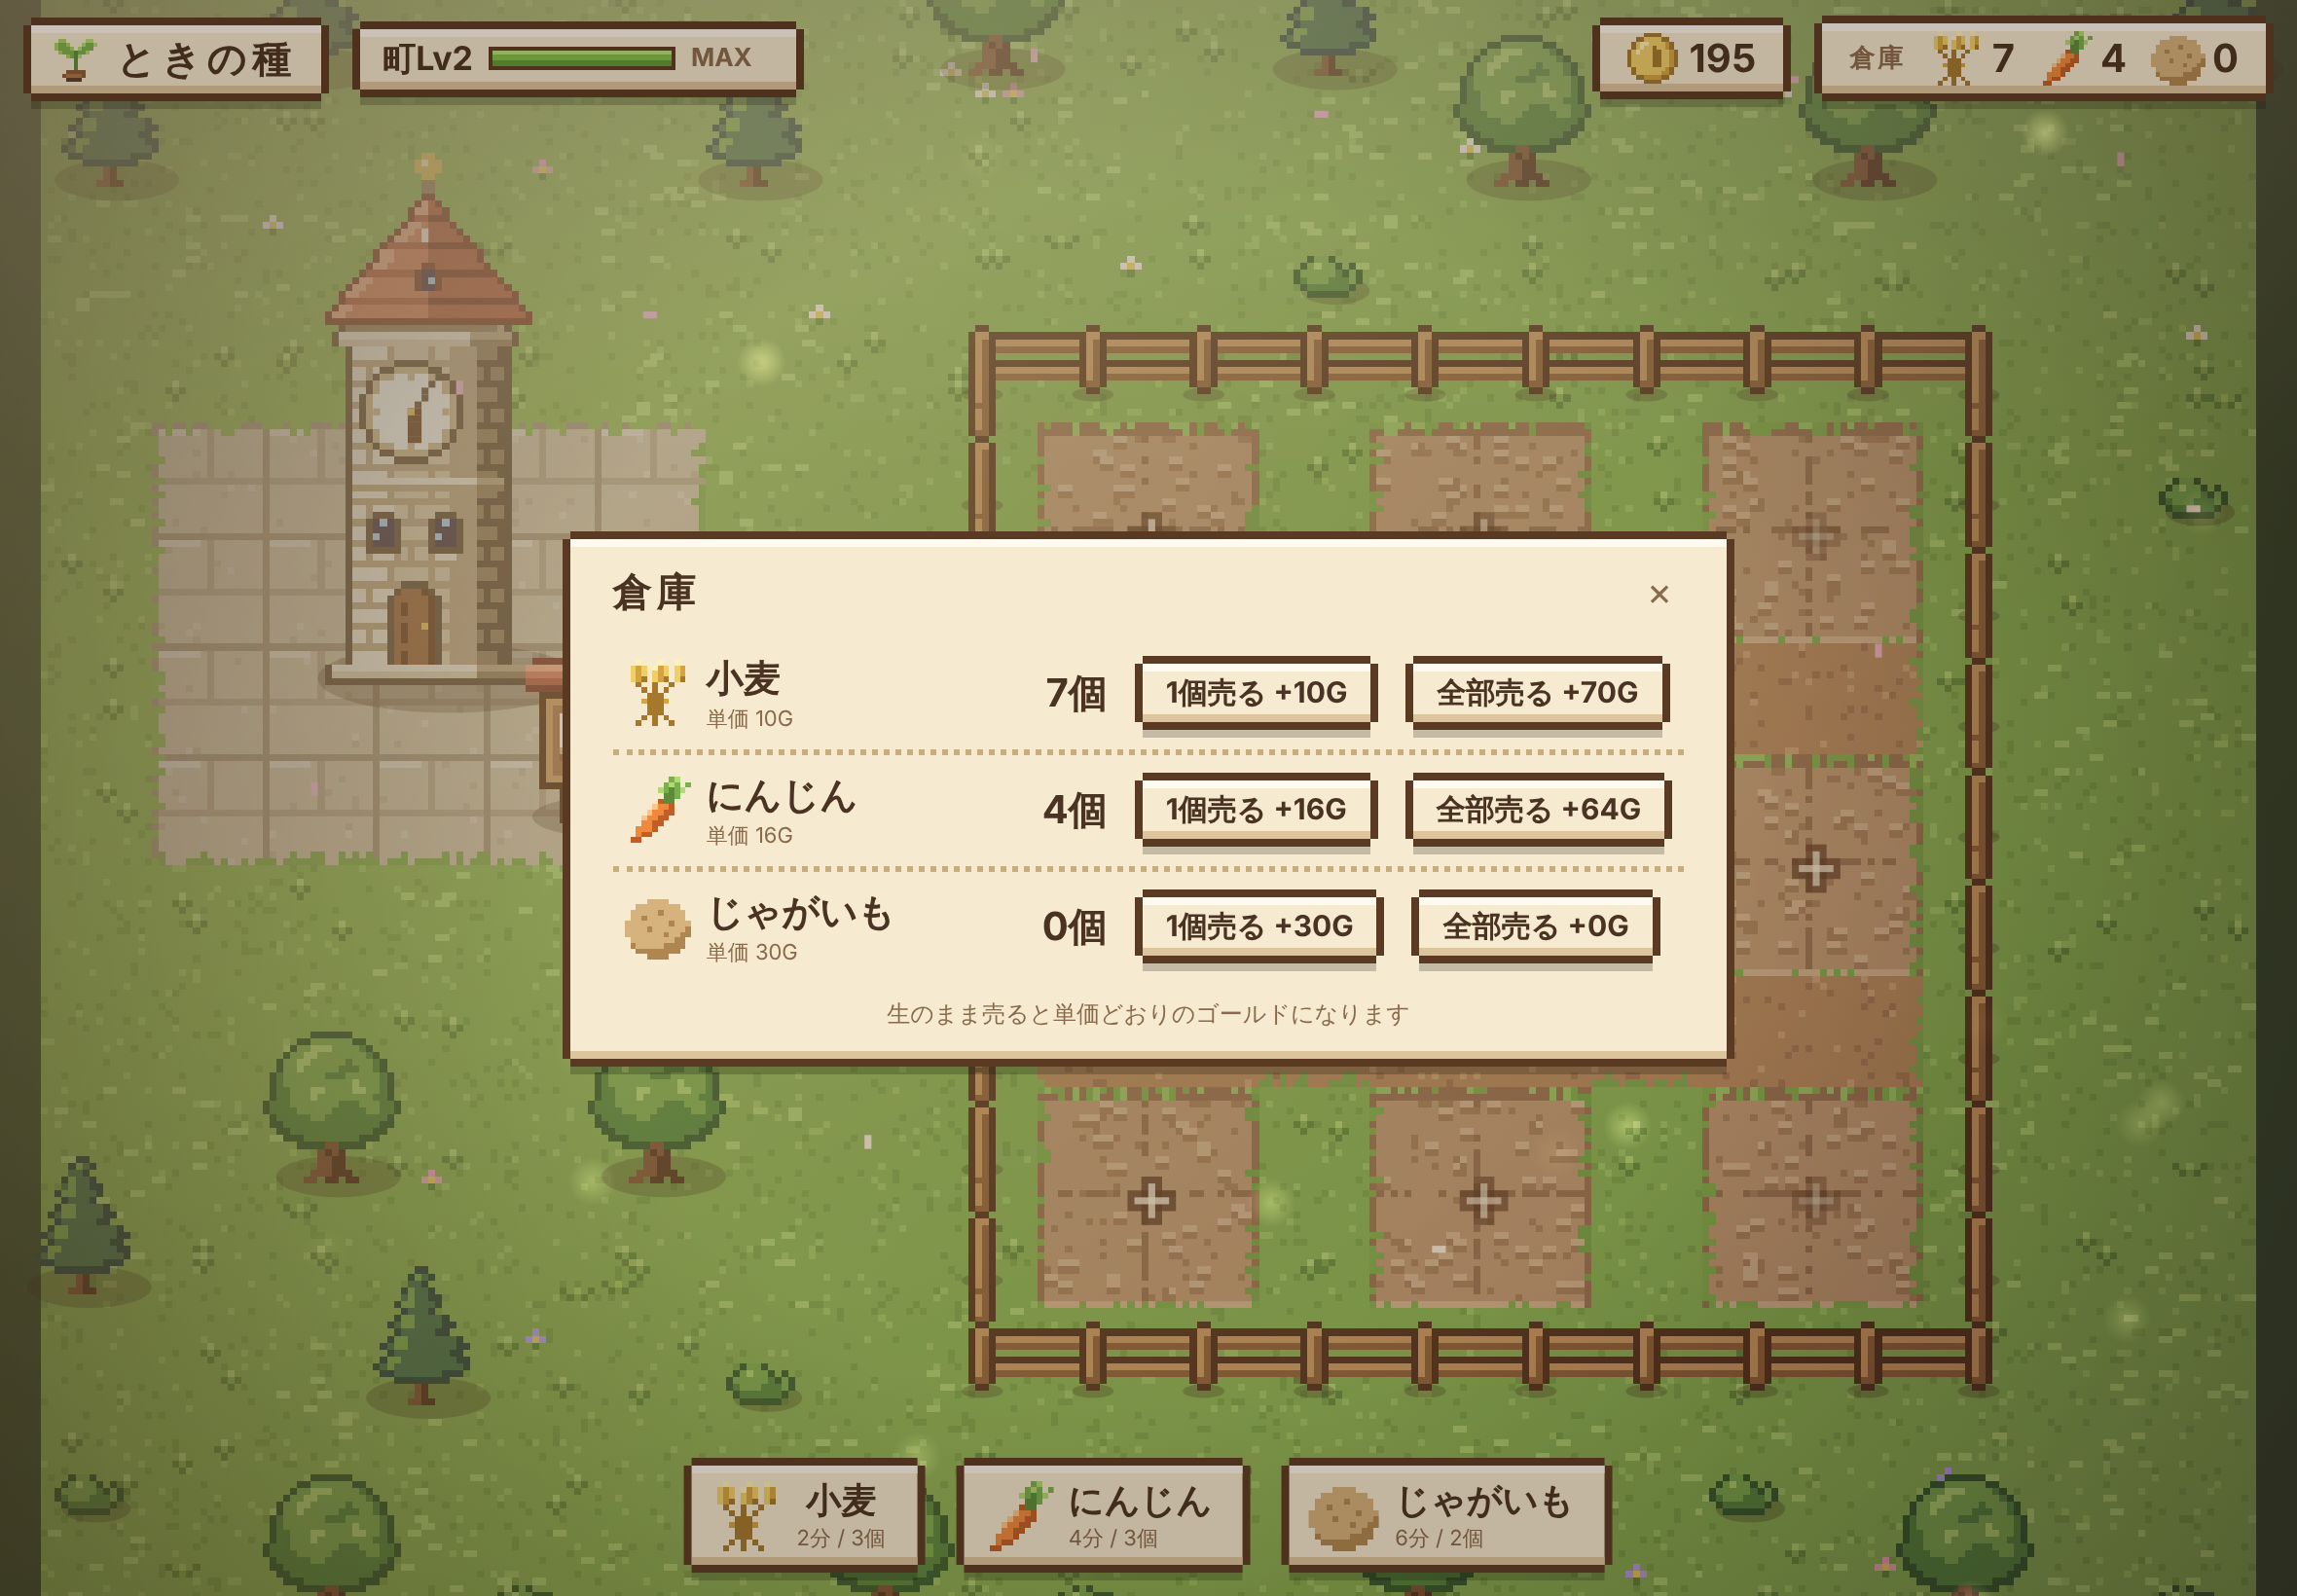 ときの種
町Lv2 MAX
195
倉庫 7 4 0
倉庫 ×
小麦
単価 10G
7個 1個売る +10G 全部売る +70G
にんじん
単価 16G
4個 1個売る +16G 全部売る +64G
じゃがいも
単価 30G
0個 1個売る +30G 全部売る +0G
生のまま売ると単価どおりのゴールドになります
小麦
2分 / 3個
にんじん
4分 / 3個
じゃがいも
6分 / 2個